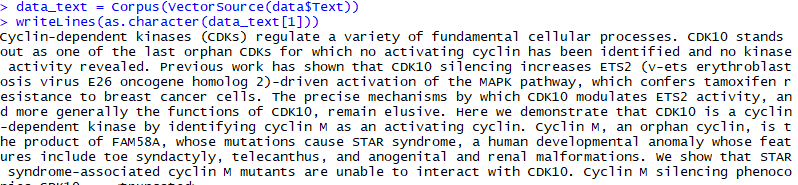 > data_text = Corpus(VectorSource(data$Text))
> writeLines(as.character(data_text[1]))
Cyclin-dependent kinases (CDKs) regulate a variety of fundamental cellular processes. CDK10 stands
out as one of the last orphan CDKs for which no activating cyclin has been identified and no kinase
 activity revealed. Previous work has shown that CDK10 silencing increases ETS2 (v-ets erythroblast
osis virus E26 oncogene homolog 2)-driven activation of the MAPK pathway, which confers tamoxifen r
esistance to breast cancer cells. The precise mechanisms by which CDK10 modulates ETS2 activity, an
d more generally the functions of CDK10, remain elusive. Here we demonstrate that CDK10 is a cyclin
-dependent kinase by identifying cyclin M as an activating cyclin. Cyclin M, an orphan cyclin, is t
he product of FAM58A, whose mutations cause STAR syndrome, a human developmental anomaly whose feat
ures include toe syndactyly, telecanthus, and anogenital and renal malformations. We show that STAR
 syndrome-associated cyclin M mutants are unable to interact with CDK10. Cyclin M silencing phenoco